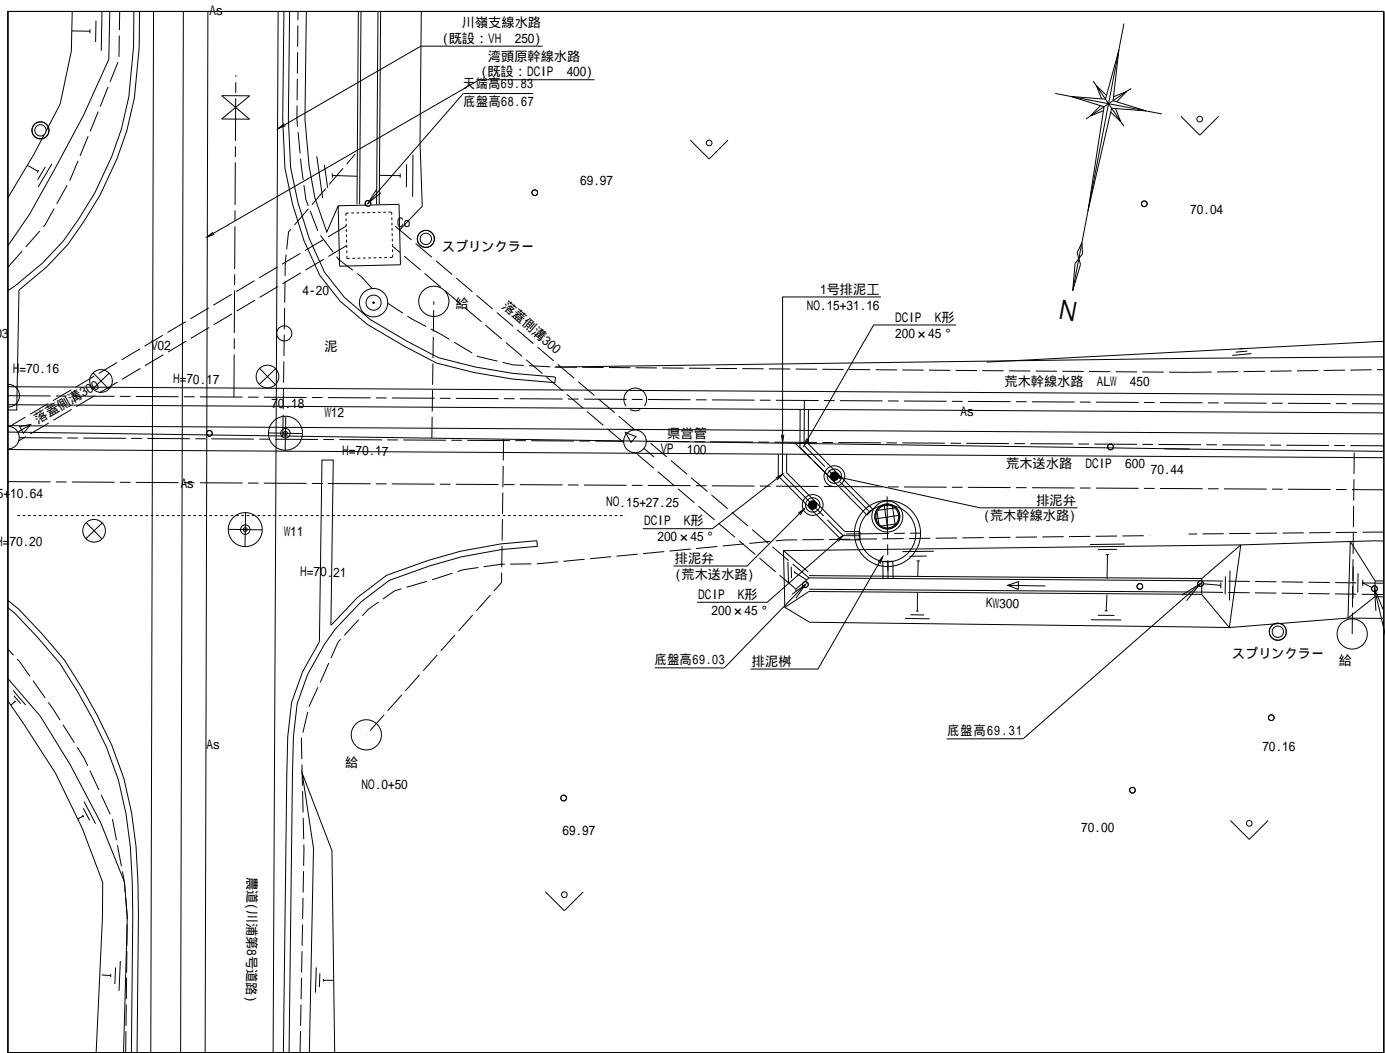 As
川嶺支線水路
(既設：VH 250)
湾頭原幹線水路
(既設：DCIP 400)
天端高69.83
底盤高68.67
69.97
70.04
Co
スプリンクラー
4-20
給
落蓋側溝300
1号排泥工
NO.15+31.16
DCIP K形
200×45°
N
03
V02
泥
H=70.16
H=70.17
荒木幹線水路 ALW 450
落蓋側溝300
70.18
W12
As
県営管
VP 100
H=70.17
荒木送水路 DCIP 600
70.44
As
5+10.64
NO.15+27.25
排泥弁
(荒木幹線水路)
DCIP K形
200×45°
W11
H=70.20
排泥弁
(荒木送水路)
H=70.21
DCIP K形
200×45°
KW300
底盤高69.03
排泥桝
スプリンクラー
給
底盤高69.31
As
70.16
給
NO.0+50
69.97
70.00
農道(川浦第8号道路)